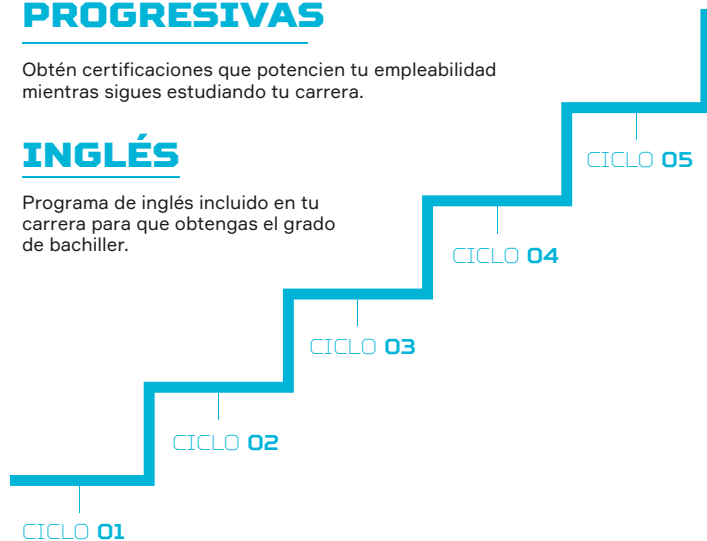 PROGRESIVAS
Obtén certificaciones que potencien tu empleabilidad
mientras sigues estudiando tu carrera.
INGLÉS
Programa de inglés incluido en tu
carrera para que obtengas el grado
de bachiller.
CICLO 05
CICLO 04
CICLO 03
CICLO 02
CICLO 01